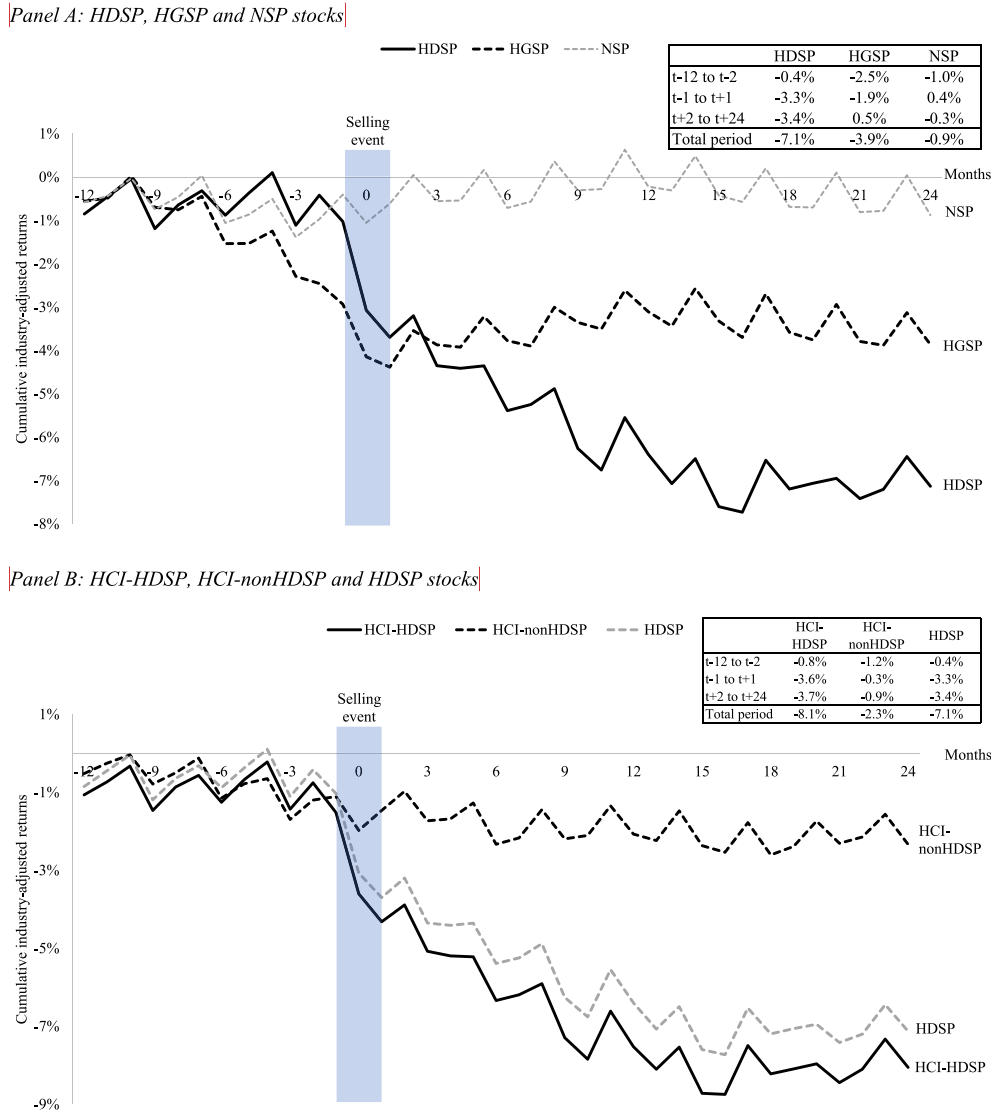 Panel A: HDSP, HGSP and NSP stocks
HDSP HGSP NSP
HDSP HGSP NSP
t-12 to t-2 -0.4% -2.5% -1.0%
t-1 to t+1 -3.3% -1.9% 0.4%
t+2 to t+24 -3.4% 0.5% -0.3%
Total period -7.1% -3.9% -0.9%
Selling
event
Cumulative industry-adjusted returns
1%
0%
-1%
-2%
-3%
-4%
-5%
-6%
-7%
-8%
-12 -9 -6 -3 0 3 6 9 12 15 18 21 24
Months
NSP
HGSP
HDSP
Panel B: HCI-HDSP, HCI-nonHDSP and HDSP stocks
HCI-HDSP HCI-nonHDSP HDSP
HCI- HCI- HDSP
HDSP nonHDSP
t-12 to t-2 -0.8% -1.2% -0.4%
t-1 to t+1 -3.6% -0.3% -3.3%
t+2 to t+24 -3.7% -0.9% -3.4%
Total period -8.1% -2.3% -7.1%
Selling
event
Cumulative industry-adjusted returns
1%
-1%
-3%
-5%
-7%
-9%
-12 -9 -6 -3 0 3 6 9 12 15 18 21 24
Months
HCI-
nonHDSP
HDSP
HCI-HDSP